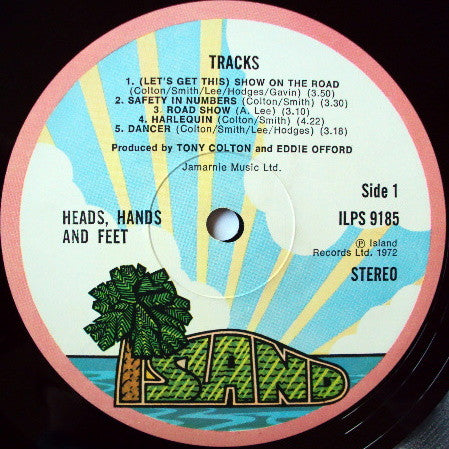 TRACKS
1. (LET'S GET THIS) SHOW ON THE ROAD
(Colton/Smith/Lee/Hodges/Gavin) (3.50)
2. SAFETY IN NUMBERS (Colton/Smith) (3.30)
3. ROAD SHOW (A. Lee) (3.10)
4. HARLEQUIN (Colton/Smith) (4.22)
5. DANCER (Colton/Smith/Lee/Hodges) (3.18)
Produced by TONY COLTON and EDDIE OFFORD
Jamarnie Music Ltd.
Side 1
HEADS, HANDS
AND FEET
ILPS 9185
Ⓟ Island
Records Ltd. 1972
STEREO
ISLAND